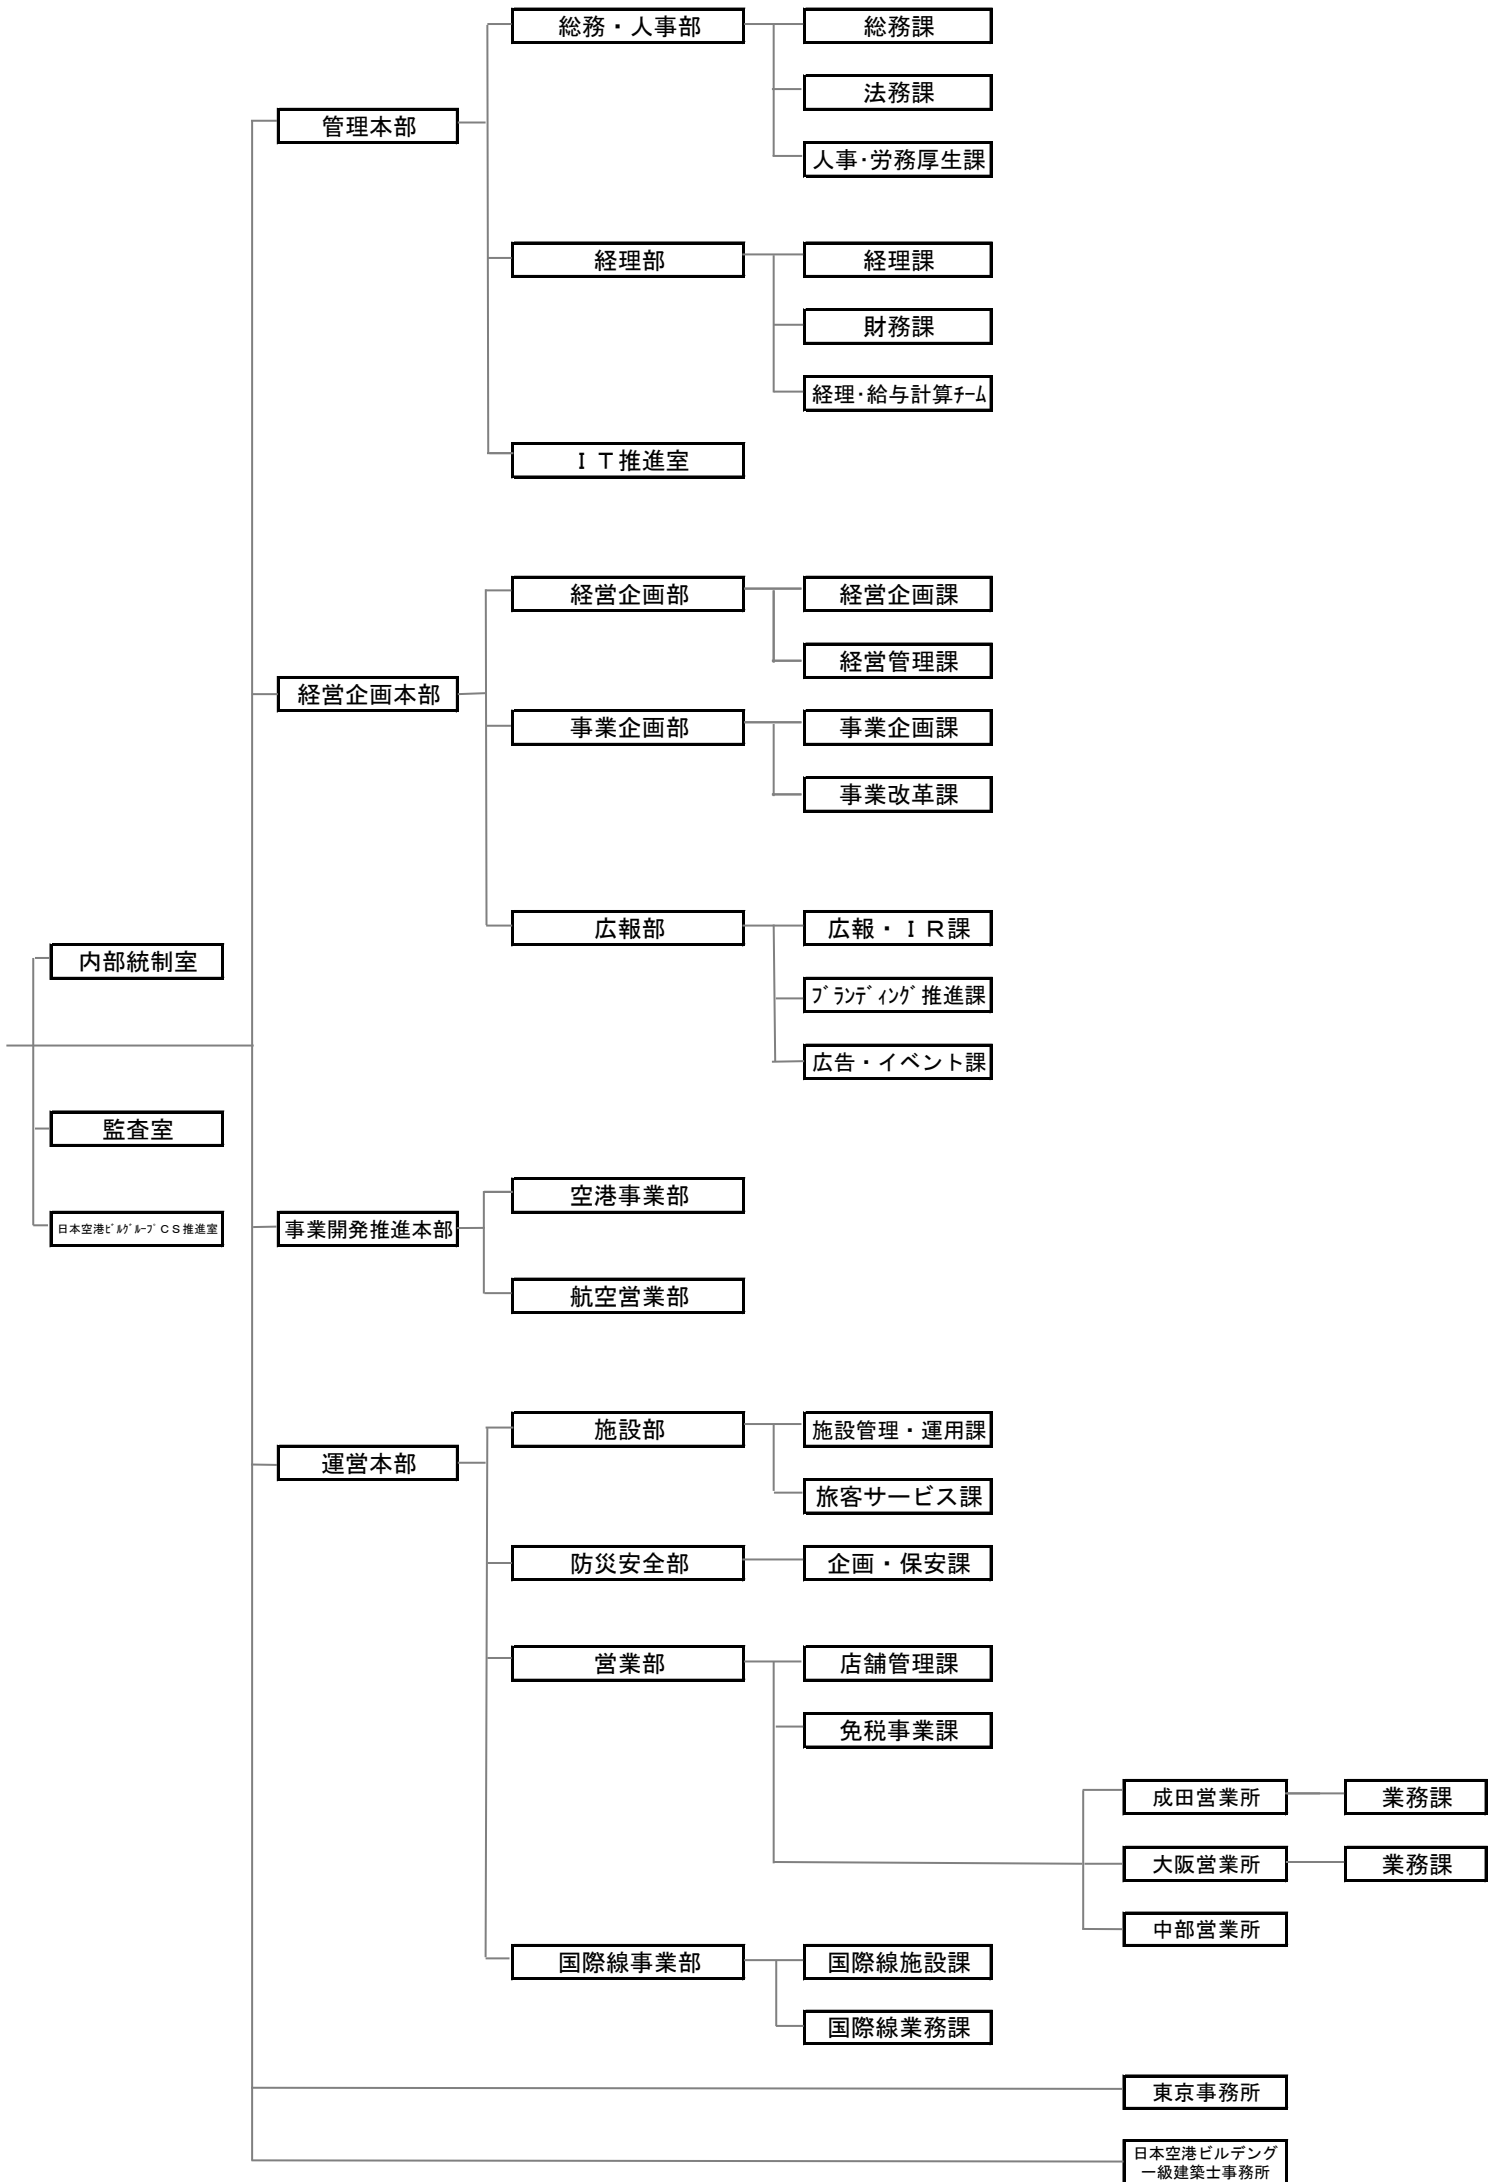 総務・人事部
総務課
法務課
管理本部
人事･労務厚生課
経理部
経理課
財務課
経理･給与計算ﾁｰﾑ
ＩＴ推進室
経営企画部
経営企画課
経営管理課
経営企画本部
事業企画部
事業企画課
事業改革課
広報部
広報・ＩＲ課
内部統制室
ﾌﾞﾗﾝﾃﾞｨﾝｸﾞ推進課
広告・イベント課
監査室
空港事業部
日本空港ﾋﾞﾙｸﾞﾙｰﾌﾟＣＳ推進室
事業開発推進本部
航空営業部
施設部
施設管理・運用課
運営本部
旅客サービス課
防災安全部
企画・保安課
営業部
店舗管理課
免税事業課
成田営業所
業務課
大阪営業所
業務課
中部営業所
国際線事業部
国際線施設課
国際線業務課
東京事務所
日本空港ビルデング
一級建築士事務所